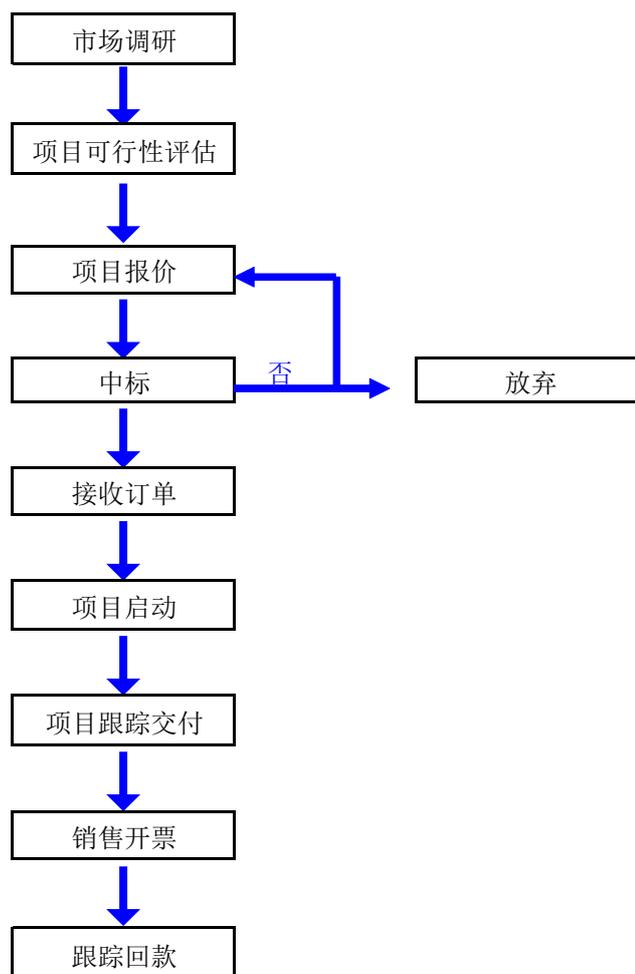 市场调研
项目可行性评估
项目报价
中标
否
放弃
接收订单
项目启动
项目跟踪交付
销售开票
跟踪回款